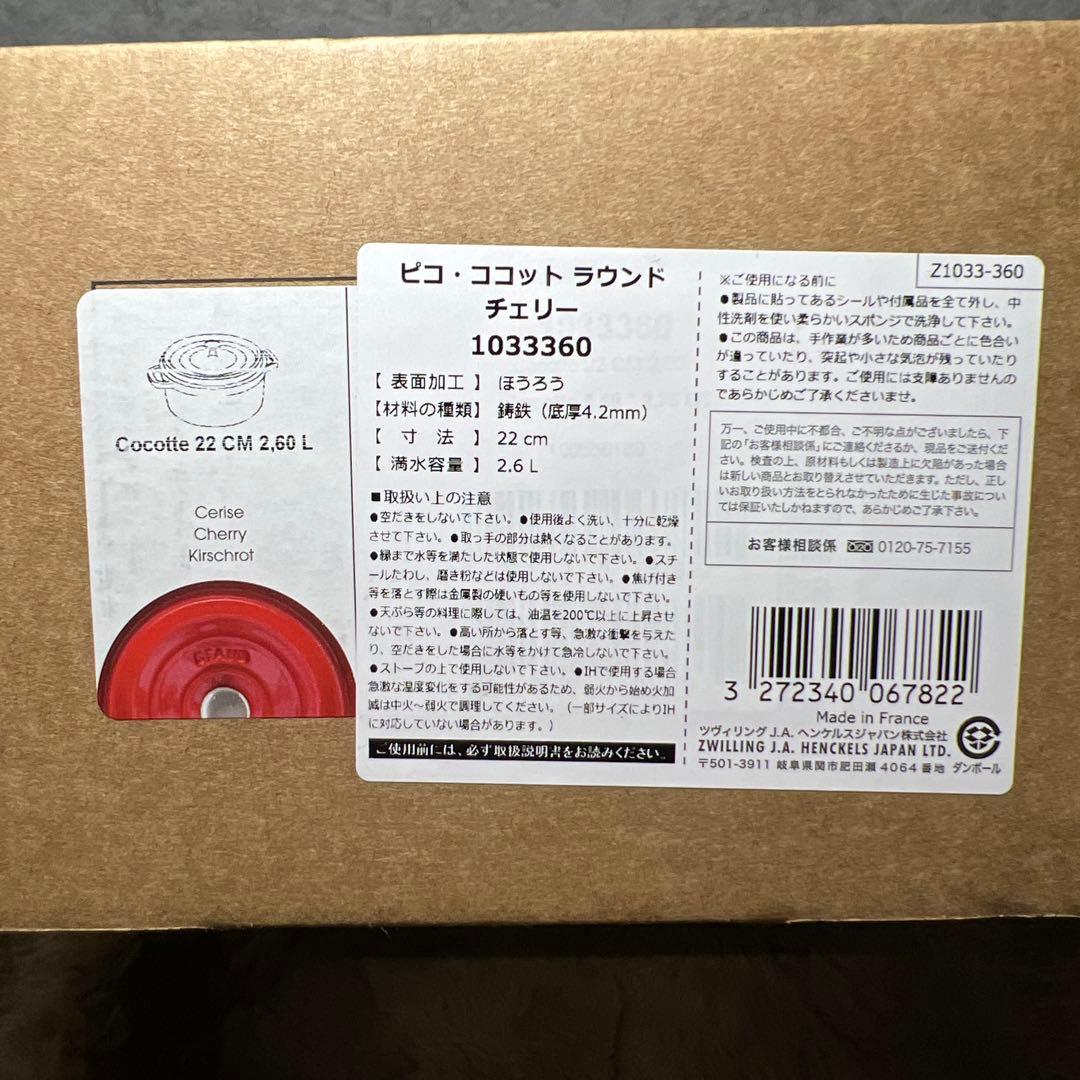 Cocotte 22 CM 2,60 L
Cerise
Cherry
Kirschrot
STAUB
ピコ・ココット ラウンド
チェリー
1033360
【 表面加工 】 ほうろう
【材料の種類】 鋳鉄（底厚4.2mm）
【 寸 法 】 22 cm
【 満水容量 】 2.6 L
■取扱い上の注意
●空だきをしないで下さい。●使用後よく洗い、十分に乾燥
させて下さい。●取っ手の部分は熱くなることがあります。
●縁まで水等を満たした状態で使用しないで下さい。●スチ
ールたわし、磨き粉などは使用しないで下さい。●焦げ付き
等を落とす際は金属製の硬いもの等を使用しないで下さい。
●天ぷら等の料理に際しては、油温を200℃以上に上昇させ
ないで下さい。●高い所から落とす等、急激な衝撃を与えた
り、空だきをした場合に水等をかけて急冷しないで下さい。
●ストーブの上で使用しないで下さい。●IHで使用する場合
急激な温度変化をする可能性があるため、弱火から始め火加
減は中火～弱火で調理してください。（一部サイズによりIH
に対応していない場合があります。）
ご使用前には、必ず取扱説明書をお読みください。
Z1033-360
※ご使用になる前に
●製品に貼ってあるシールや付属品を全て外し、中
性洗剤を使い柔らかいスポンジで洗浄して下さい。
●この商品は、手作業が多いため商品ごとに色合い
が違っていたり、突起や小さな気泡が残っていたり
することがあります。ご使用には支障ありませんの
であらかじめご了承くださいませ。
万一、ご使用中に不都合、ご不明な点がございましたら、下
記の「お客様相談係」にご連絡くださるか、現品をご送付くださ
い。検査の上、原材料もしくは製造上に欠陥があった場合
は新しい商品とお取り替えさせていただきます。ただし、正し
いお取り扱い方法をとられなかったために生じた事故につい
ては保証いたしかねますので、あらかじめご了承下さい。
お客様相談係 0120-75-7155
3 272340 067822
Made in France
ツヴィリング J.A. ヘンケルスジャパン株式会社
ZWILLING J.A. HENCKELS JAPAN LTD.
〒501-3911 岐阜県関市肥田瀬 4064 番地 ダンボール